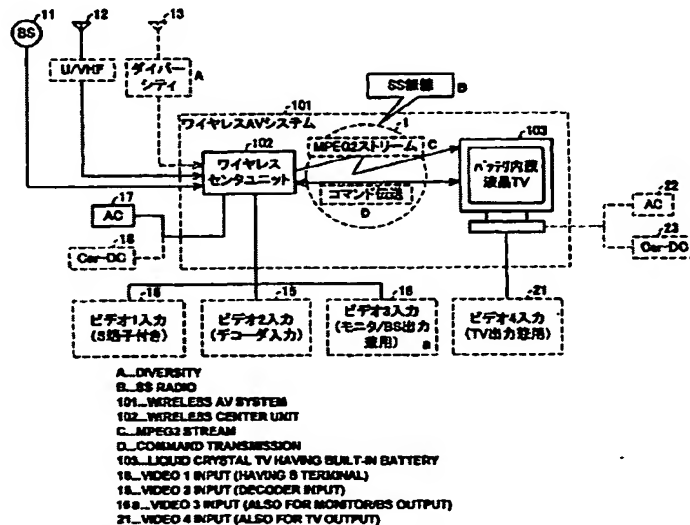 11
12
13
BS
U/VHF
ダイバー
シティ
A
SS無線
B
101
ワイヤレスAVシステム
1
102
103
MPEG2ストリーム
C
ワイヤレス
センタユニット
バッテリ内蔵
液晶TV
コマンド伝送
D
17
AC
18
Car-DC
22
AC
23
Car-DC
16
15
16
21
ビデオ1入力
(S端子付き)
ビデオ2入力
(デコーダ入力)
ビデオ3入力
(モニタ/BS出力
兼用)
a
ビデオ4入力
(TV出力兼用)
A...DIVERSITY
B...SS RADIO
101...WIRELESS AV SYSTEM
102...WIRELESS CENTER UNIT
C...MPEG2 STREAM
D...COMMAND TRANSMISSION
103...LIQUID CRYSTAL TV HAVING BUILT-IN BATTERY
16...VIDEO 1 INPUT (HAVING S TERMINAL)
15...VIDEO 2 INPUT (DECODER INPUT)
16a...VIDEO 3 INPUT (ALSO FOR MONITOR/BS OUTPUT)
21...VIDEO 4 INPUT (ALSO FOR TV OUTPUT)